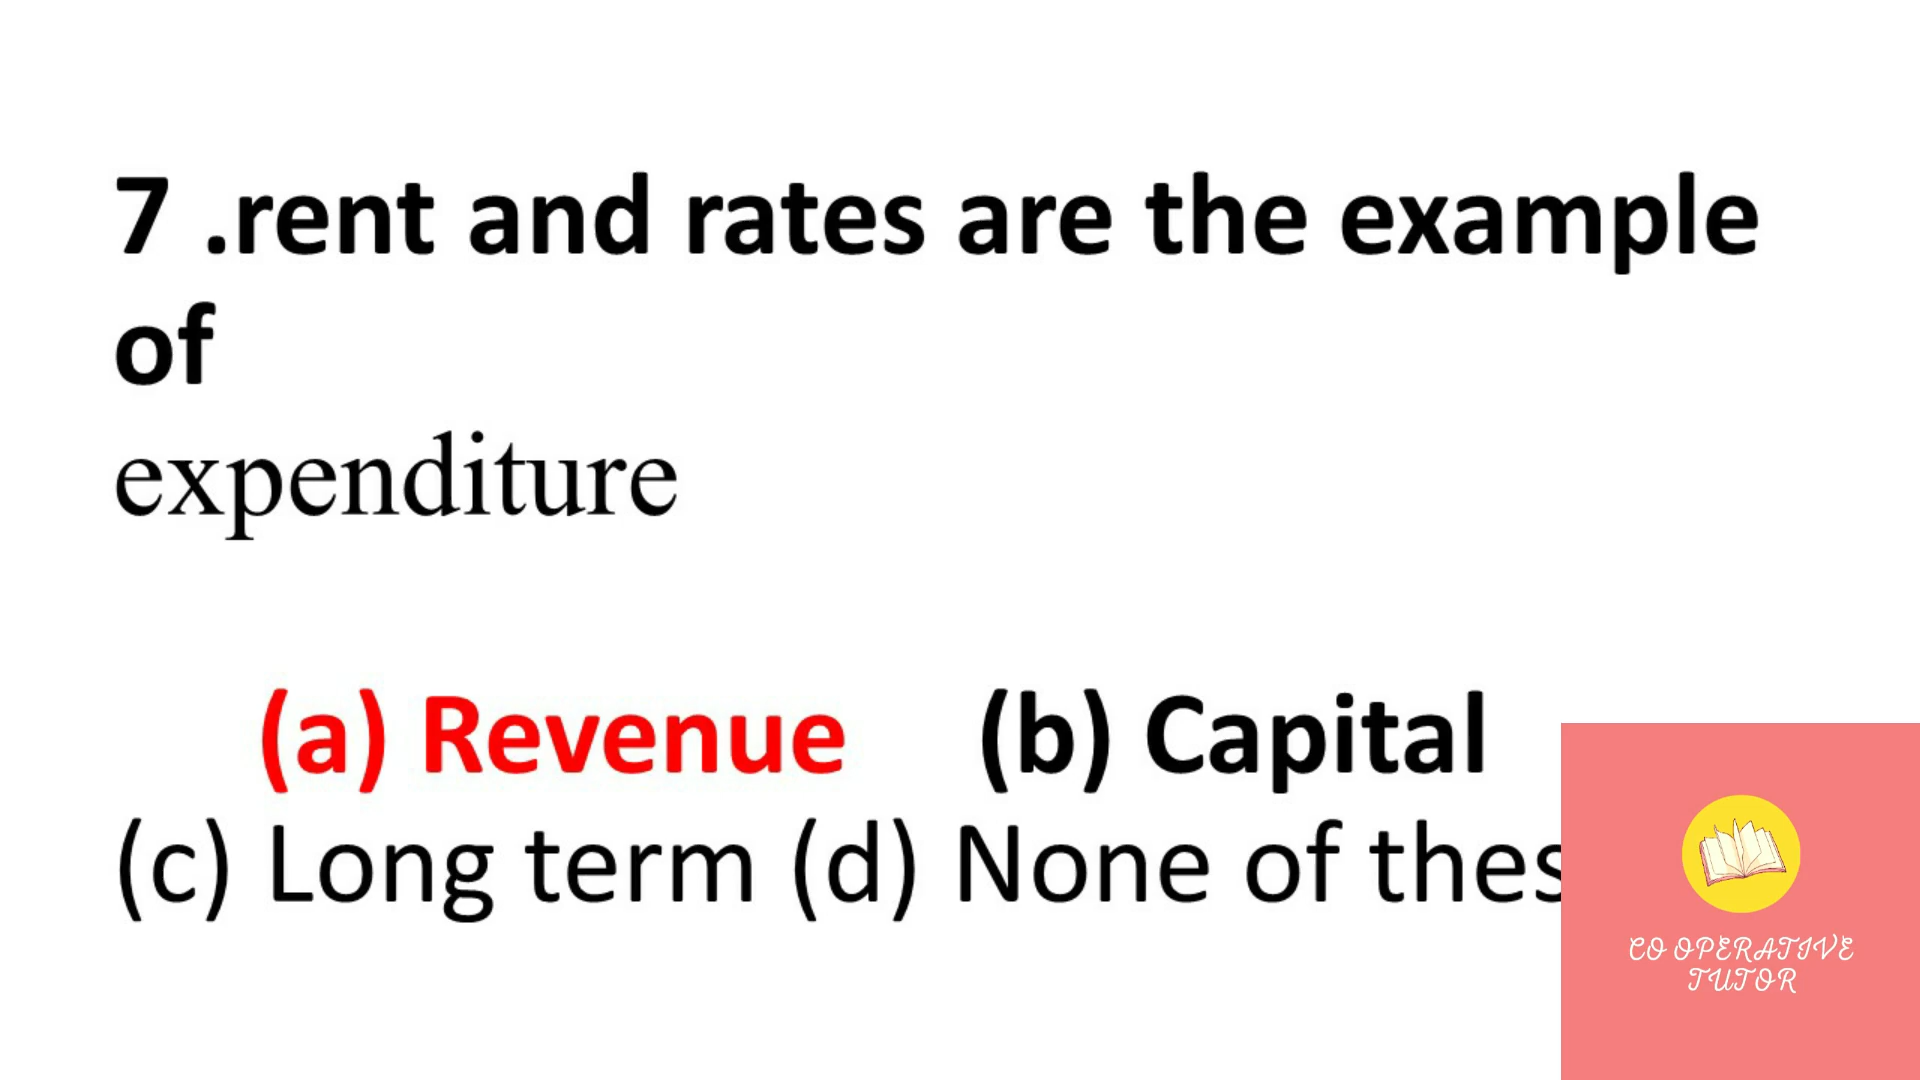 7 .rent and rates are the example
of
expenditure
(a) Revenue (b) Capital
(c) Long term (d) None of thes
CO OPERATIVE
TUTOR